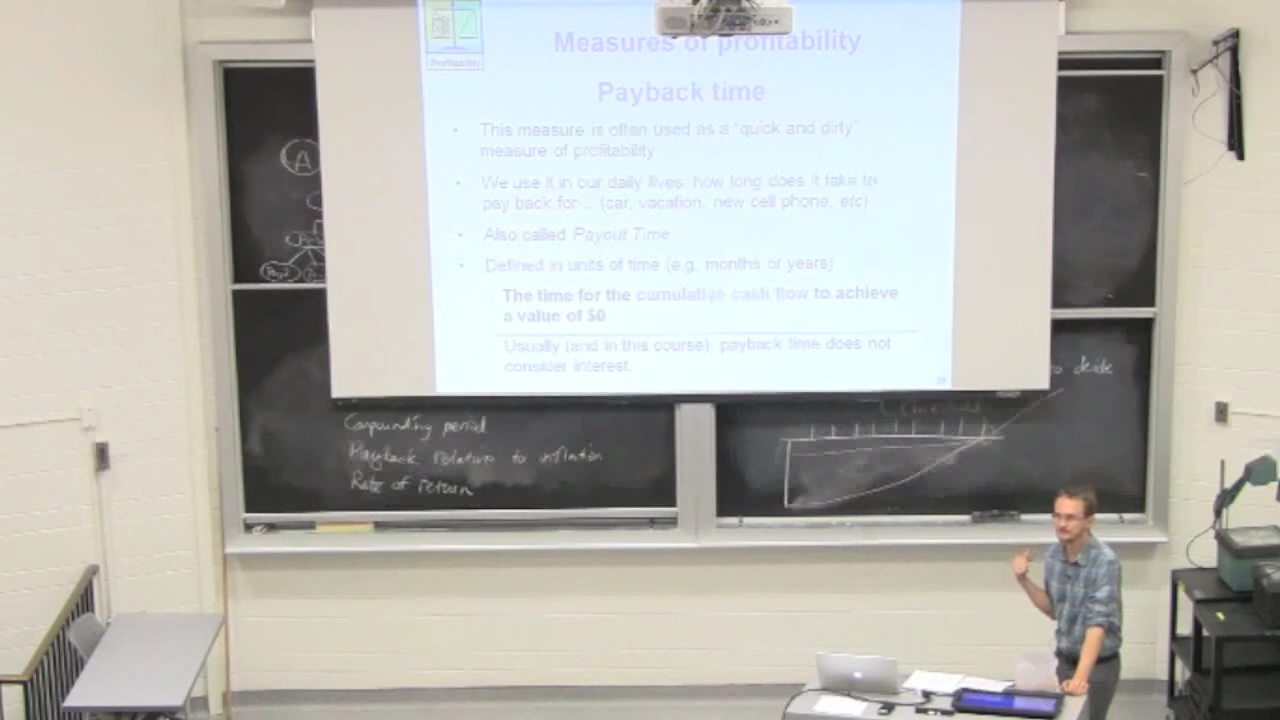 Profitability
Measures of profitability
Payback time
• This measure is often used as a "quick and dirty"
measure of profitability
• We use it in our daily lives: how long does it take to
pay back for ... (car, vacation, new cell phone, etc)
• Also called Payout Time
• Defined in units of time (e.g. months or years)
The time for the cumulative cash flow to achieve
a value of $0
Usually (and in this course), payback time does not
consider interest.
A
to decide
Compounding period
Payback relative to inflation
Rate of return